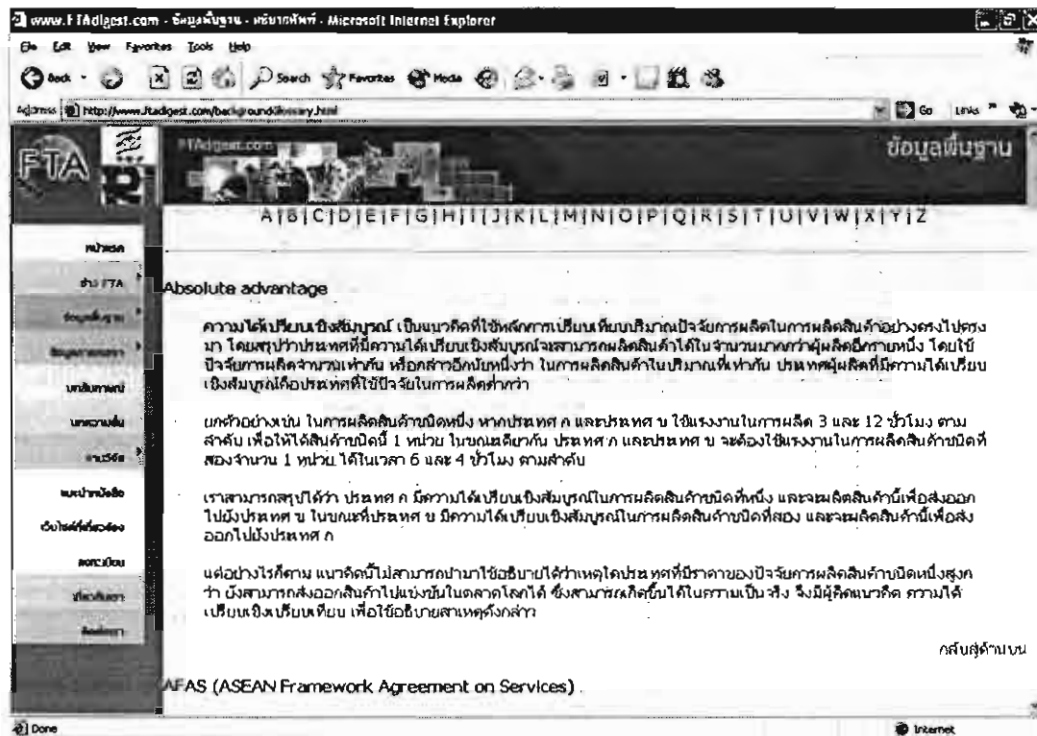 www.FTAdigest.com - ข้อมูลพื้นฐาน - อธิบายศัพท์ - Microsoft Internet Explorer
File Edit View Favorites Tools Help
Back Search Favorites Media
Address http://www.ftadigest.com/background/glossary.html Go Links
FTA
FTAdigest.com
ข้อมูลพื้นฐาน
A|B|C|D|E|F|G|H|I|J|K|L|M|N|O|P|Q|R|S|T|U|V|W|X|Y|Z
หน้าแรก
ข่าว FTA
ข้อมูลพื้นฐาน
ข้อมูลรายเจรจา
บทสัมภาษณ์
บทความสั้น
งานวิจัย
แนะนำหนังสือ
เว็บไซต์ที่เกี่ยวข้อง
ลงทะเบียน
เกี่ยวกับเรา
ติดต่อเรา
Absolute advantage
ความได้เปรียบเชิงสัมบูรณ์ เป็นแนวคิดที่ใช้หลักการเปรียบเทียบปริมาณปัจจัยการผลิตในการผลิตสินค้าอย่างตรงไปตรง
มา โดยสรุปว่าประเทศที่มีความได้เปรียบเชิงสัมบูรณ์จะสามารถผลิตสินค้าได้ในจำนวนมากกว่าผู้ผลิตอีกรายหนึ่ง โดยใช้
ปัจจัยการผลิตจำนวนเท่ากัน หรือกล่าวอีกนัยหนึ่งว่า ในการผลิตสินค้าในปริมาณที่เท่ากัน ประเทศผู้ผลิตที่มีความได้เปรียบ
เชิงสัมบูรณ์คือประเทศที่ใช้ปัจจัยในการผลิตต่ำกว่า
ยกตัวอย่างเช่น ในการผลิตสินค้าชนิดหนึ่ง หากประเทศ ก และประเทศ ข ใช้แรงงานในการผลิต 3 และ 12 ชั่วโมง ตาม
ลำดับ เพื่อให้ได้สินค้าชนิดนี้ 1 หน่วย ในขณะเดียวกัน ประเทศ ก และประเทศ ข จะต้องใช้แรงงานในการผลิตสินค้าชนิดที่
สองจำนวน 1 หน่วย ได้ในเวลา 6 และ 4 ชั่วโมง ตามลำดับ
เราสามารถสรุปได้ว่า ประเทศ ก มีความได้เปรียบเชิงสัมบูรณ์ในการผลิตสินค้าชนิดที่หนึ่ง และจะผลิตสินค้านี้เพื่อส่งออก
ไปยังประเทศ ข ในขณะที่ประเทศ ข มีความได้เปรียบเชิงสัมบูรณ์ในการผลิตสินค้าชนิดที่สอง และจะผลิตสินค้านี้เพื่อส่ง
ออกไปยังประเทศ ก
แต่อย่างไรก็ตาม แนวคิดนี้ไม่สามารถนำมาใช้อธิบายได้ว่าเหตุใดประเทศที่มีราคาของปัจจัยการผลิตสินค้าชนิดหนึ่งสูงก
ว่า ยังสามารถส่งออกสินค้าไปแข่งขันในตลาดโลกได้ ซึ่งสามารถเกิดขึ้นได้ในความเป็นจริง จึงมีผู้คิดแนวคิด ความได้
เปรียบเชิงเปรียบเทียบ เพื่อใช้อธิบายสาเหตุดังกล่าว
กลับสู่ด้านบน
AFAS (ASEAN Framework Agreement on Services)
Done Internet